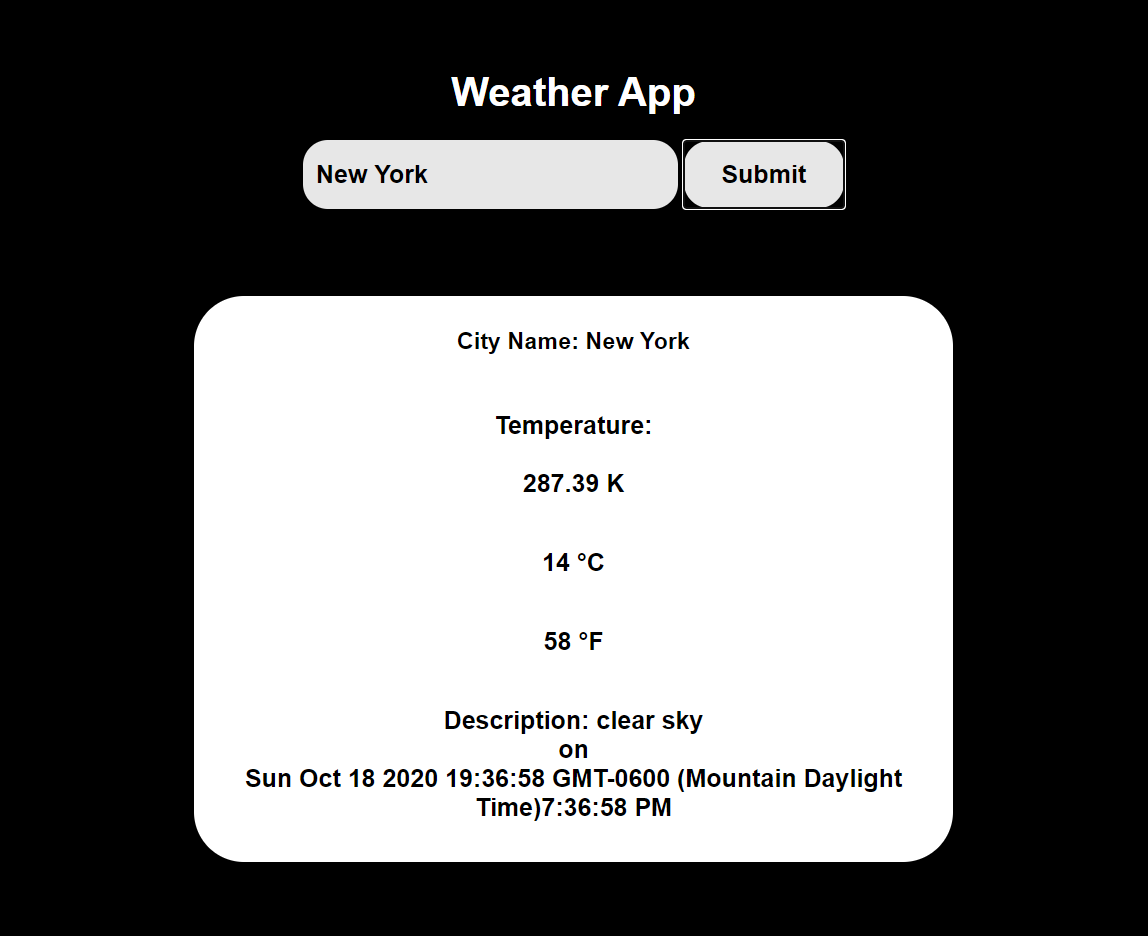 Weather App
New York
Submit
City Name: New York
Temperature:
287.39 K
14 °C
58 °F
Description: clear sky
on
Sun Oct 18 2020 19:36:58 GMT-0600 (Mountain Daylight
Time)7:36:58 PM